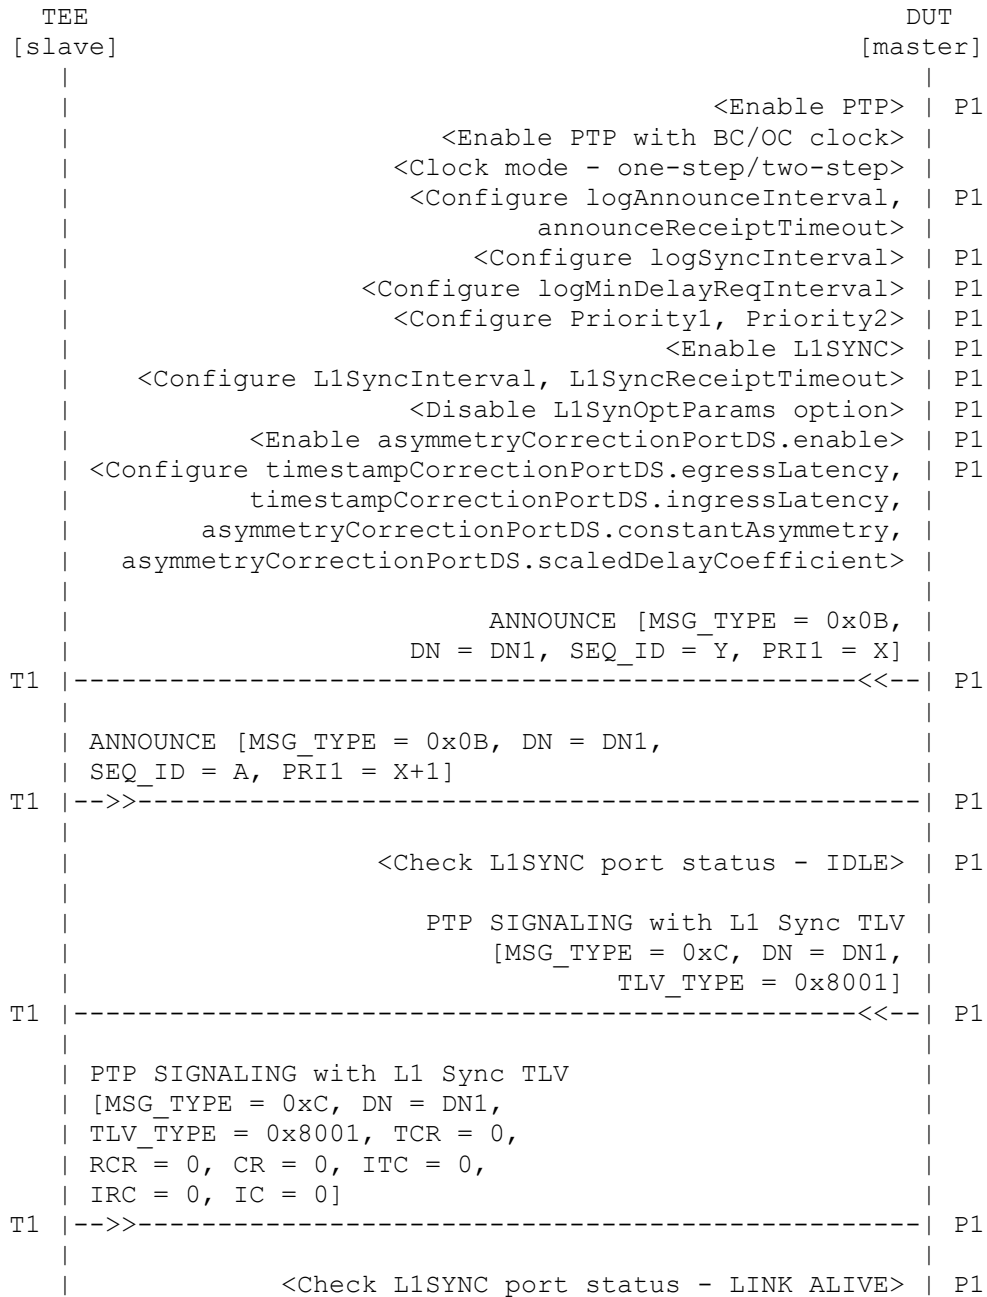 TEE                                                   DUT
[slave]                                               [master]
   |                                                     |
   |                                        <Enable PTP> | P1
   |                       <Enable PTP with BC/OC clock> |
   |                    <Clock mode - one-step/two-step> |
   |                     <Configure logAnnounceInterval, | P1
   |                             announceReceiptTimeout> |
   |                         <Configure logSyncInterval> | P1
   |                  <Configure logMinDelayReqInterval> | P1
   |                    <Configure Priority1, Priority2> | P1
   |                                     <Enable L1SYNC> | P1
   |    <Configure L1SyncInterval, L1SyncReceiptTimeout> | P1
   |                     <Disable L1SynOptParams option> | P1
   |           <Enable asymmetryCorrectionPortDS.enable> | P1
   | <Configure timestampCorrectionPortDS.egressLatency, | P1
   |           timestampCorrectionPortDS.ingressLatency, |
   |        asymmetryCorrectionPortDS.constantAsymmetry, |
   |   asymmetryCorrectionPortDS.scaledDelayCoefficient> |
   |                                                     |
   |                          ANNOUNCE [MSG_TYPE = 0x0B, |
   |                     DN = DN1, SEQ_ID = Y, PRI1 = X] |
T1 |-------------------------------------------------<<--| P1
   |                                                     |
   | ANNOUNCE [MSG_TYPE = 0x0B, DN = DN1,                |
   | SEQ_ID = A, PRI1 = X+1]                             |
T1 |-->>-------------------------------------------------| P1
   |                                                     |
   |                   <Check L1SYNC port status - IDLE> | P1
   |                                                     |
   |                      PTP SIGNALING with L1 Sync TLV |
   |                          [MSG_TYPE = 0xC, DN = DN1, |
   |                                  TLV_TYPE = 0x8001] |
T1 |-------------------------------------------------<<--| P1
   |                                                     |
   | PTP SIGNALING with L1 Sync TLV                      |
   | [MSG_TYPE = 0xC, DN = DN1,                          |
   | TLV_TYPE = 0x8001, TCR = 0,                         |
   | RCR = 0, CR = 0, ITC = 0,                           |
   | IRC = 0, IC = 0]                                    |
T1 |-->>-------------------------------------------------| P1
   |                                                     |
   |             <Check L1SYNC port status - LINK ALIVE> | P1